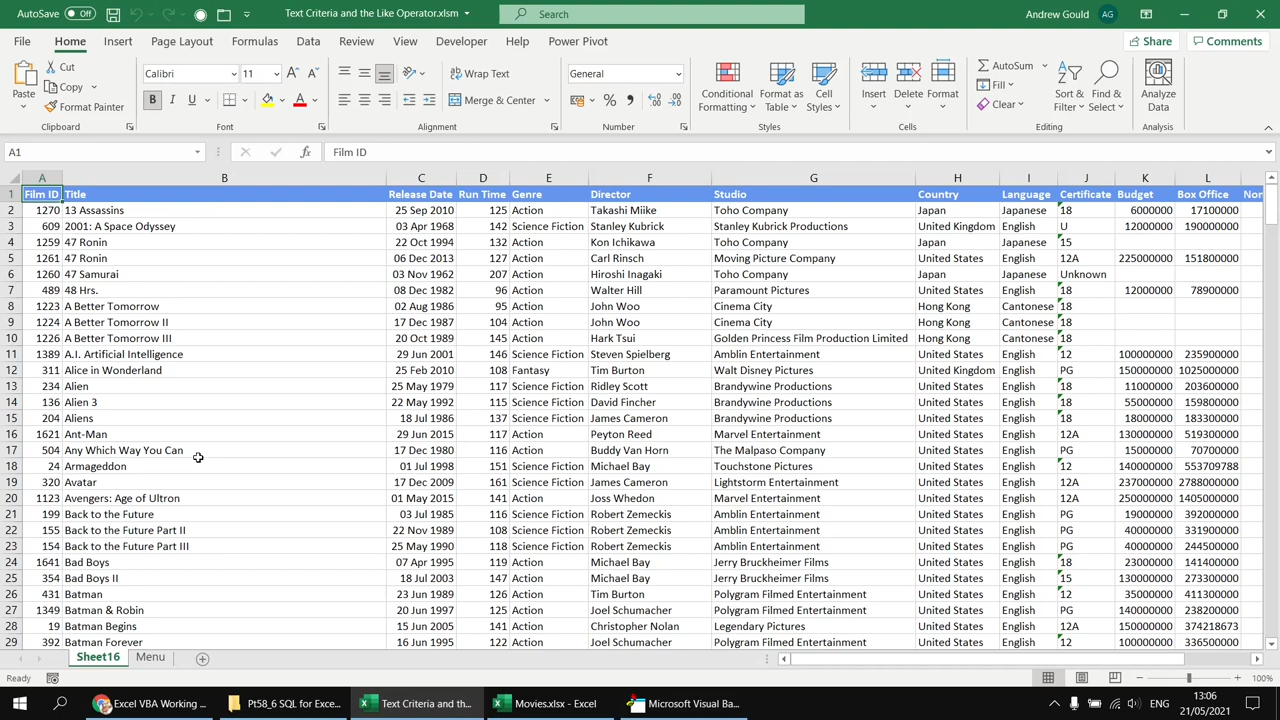 AutoSave Off Text Criteria and the Like Operator.xlsm Search Andrew Gould AG
File Home Insert Page Layout Formulas Data Review View Developer Help Power Pivot Share Comments
Paste Cut Copy Format Painter Calibri 11 B I U A Wrap Text Merge & Center General % , Conditional Formatting Format as Table Cell Styles Insert Delete Format AutoSum Fill Clear Sort & Filter Find & Select Analyze Data
Clipboard Font Alignment Number Styles Cells Editing Analysis
A1 fx Film ID
A B C D E F G H I J K L
1 Film ID Title Release Date Run Time Genre Director Studio Country Language Certificate Budget Box Office
2 1270 13 Assassins 25 Sep 2010 125 Action Takashi Miike Toho Company Japan Japanese 18 6000000 17100000
3 609 2001: A Space Odyssey 03 Apr 1968 142 Science Fiction Stanley Kubrick Stanley Kubrick Productions United Kingdom English U 12000000 190000000
4 1259 47 Ronin 22 Oct 1994 132 Action Kon Ichikawa Toho Company Japan Japanese 15
5 1261 47 Ronin 06 Dec 2013 127 Action Carl Rinsch Moving Picture Company United States English 12A 225000000 151800000
6 1260 47 Samurai 03 Nov 1962 207 Action Hiroshi Inagaki Toho Company Japan Japanese Unknown
7 489 48 Hrs. 08 Dec 1982 96 Action Walter Hill Paramount Pictures United States English 18 12000000 78900000
8 1223 A Better Tomorrow 02 Aug 1986 95 Action John Woo Cinema City Hong Kong Cantonese 18
9 1224 A Better Tomorrow II 17 Dec 1987 104 Action John Woo Cinema City Hong Kong Cantonese 18
10 1226 A Better Tomorrow III 20 Oct 1989 145 Action Hark Tsui Golden Princess Film Production Limited Hong Kong Cantonese 18
11 1389 A.I. Artificial Intelligence 29 Jun 2001 146 Science Fiction Steven Spielberg Amblin Entertainment United States English 12 100000000 235900000
12 311 Alice in Wonderland 25 Feb 2010 108 Fantasy Tim Burton Walt Disney Pictures United Kingdom English PG 150000000 1025000000
13 234 Alien 25 May 1979 117 Science Fiction Ridley Scott Brandywine Productions United States English 18 11000000 203600000
14 136 Alien 3 22 May 1992 115 Science Fiction David Fincher Brandywine Productions United States English 18 55000000 159800000
15 204 Aliens 18 Jul 1986 137 Science Fiction James Cameron Brandywine Productions United States English 18 18000000 183300000
16 1621 Ant-Man 29 Jun 2015 117 Action Peyton Reed Marvel Entertainment United States English 12A 130000000 519300000
17 504 Any Which Way You Can 17 Dec 1980 116 Action Buddy Van Horn The Malpaso Company United States English PG 15000000 70700000
18 24 Armageddon 01 Jul 1998 151 Science Fiction Michael Bay Touchstone Pictures United States English 12 140000000 553709788
19 320 Avatar 17 Dec 2009 161 Science Fiction James Cameron Lightstorm Entertainment United States English 12A 237000000 2788000000
20 1123 Avengers: Age of Ultron 01 May 2015 141 Action Joss Whedon Marvel Entertainment United States English 12A 250000000 1405000000
21 199 Back to the Future 03 Jul 1985 116 Science Fiction Robert Zemeckis Amblin Entertainment United States English PG 19000000 392000000
22 155 Back to the Future Part II 22 Nov 1989 108 Science Fiction Robert Zemeckis Amblin Entertainment United States English PG 40000000 331900000
23 154 Back to the Future Part III 25 May 1990 118 Science Fiction Robert Zemeckis Amblin Entertainment United States English PG 40000000 244500000
24 1641 Bad Boys 07 Apr 1995 119 Action Michael Bay Jerry Bruckheimer Films United States English 18 23000000 141400000
25 354 Bad Boys II 18 Jul 2003 147 Action Michael Bay Jerry Bruckheimer Films United States English 15 130000000 273300000
26 431 Batman 23 Jun 1989 126 Action Tim Burton Polygram Filmed Entertainment United States English 12 35000000 411300000
27 1349 Batman & Robin 20 Jun 1997 125 Action Joel Schumacher Polygram Filmed Entertainment United States English PG 140000000 238200000
28 19 Batman Begins 15 Jun 2005 141 Action Christopher Nolan Legendary Pictures United States English 12A 150000000 374218673
29 392 Batman Forever 16 Jun 1995 122 Action Joel Schumacher Polygram Filmed Entertainment United States English 12 100000000 336500000
Sheet16 Menu
Ready 100%
Excel VBA Working ... Pt58_6 SQL for Exce... Text Criteria and th... Movies.xlsx - Excel Microsoft Visual Ba... 13:06
21/05/2021